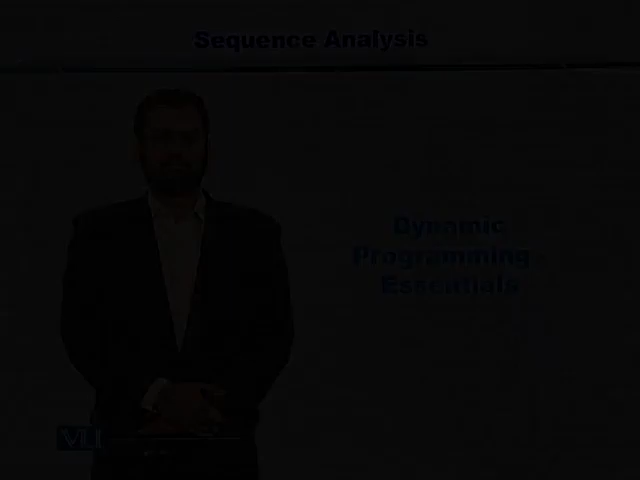 Sequence Analysis
Dynamic
Programming -
Essentials